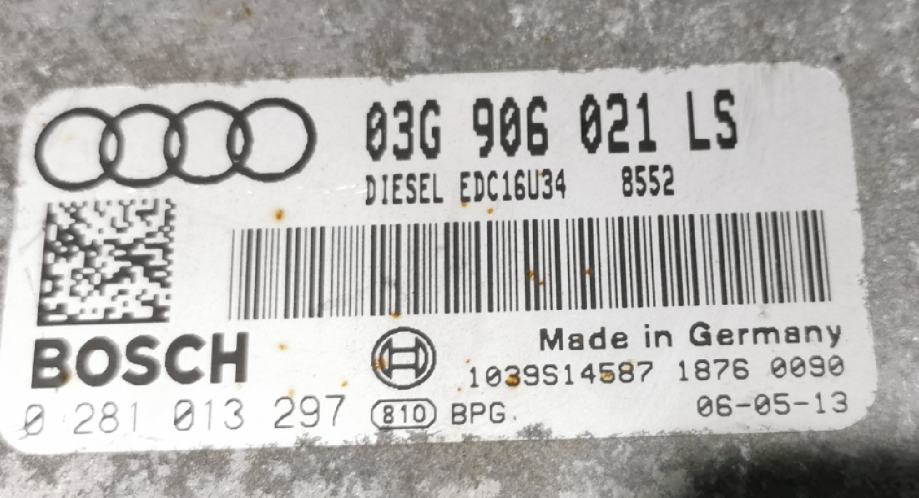 03G 906 021 LS
DIESEL EDC16U34 8552
Made in Germany
BOSCH
1039S14587 1876 0090
0 281 013 297 810 BPG.
06-05-13